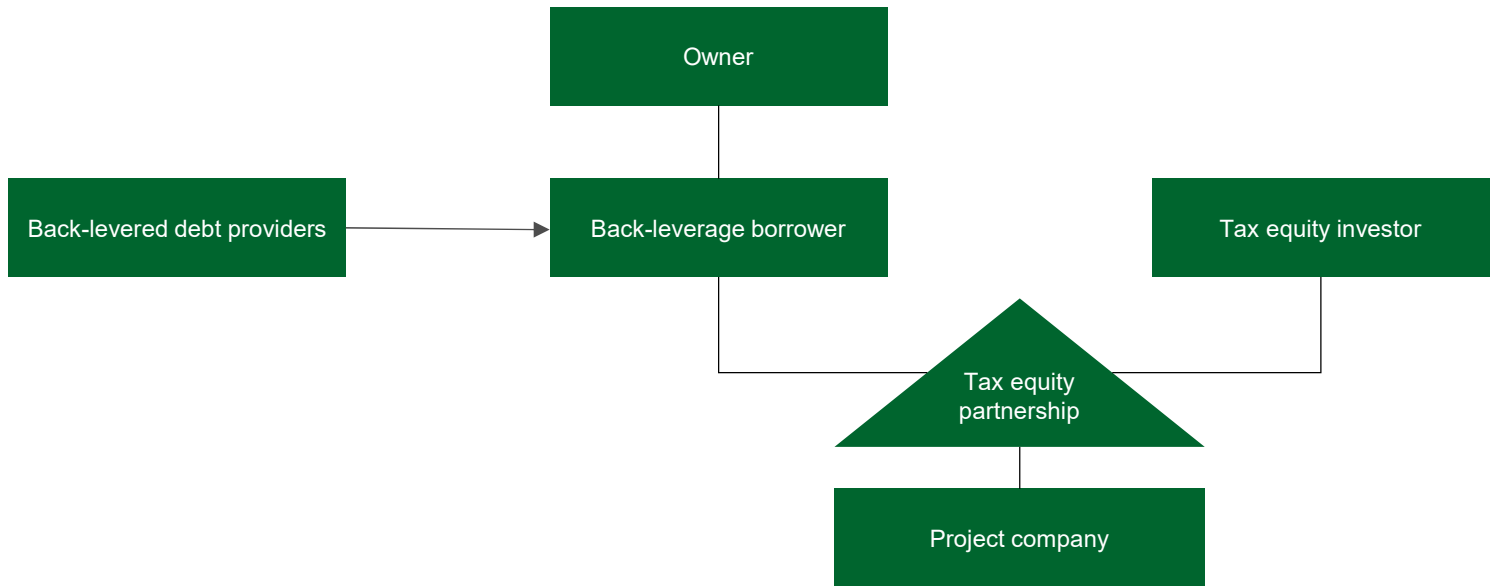 Owner
Back-levered debt providers
Back-leverage borrower
Tax equity investor
Tax equity
partnership
Project company